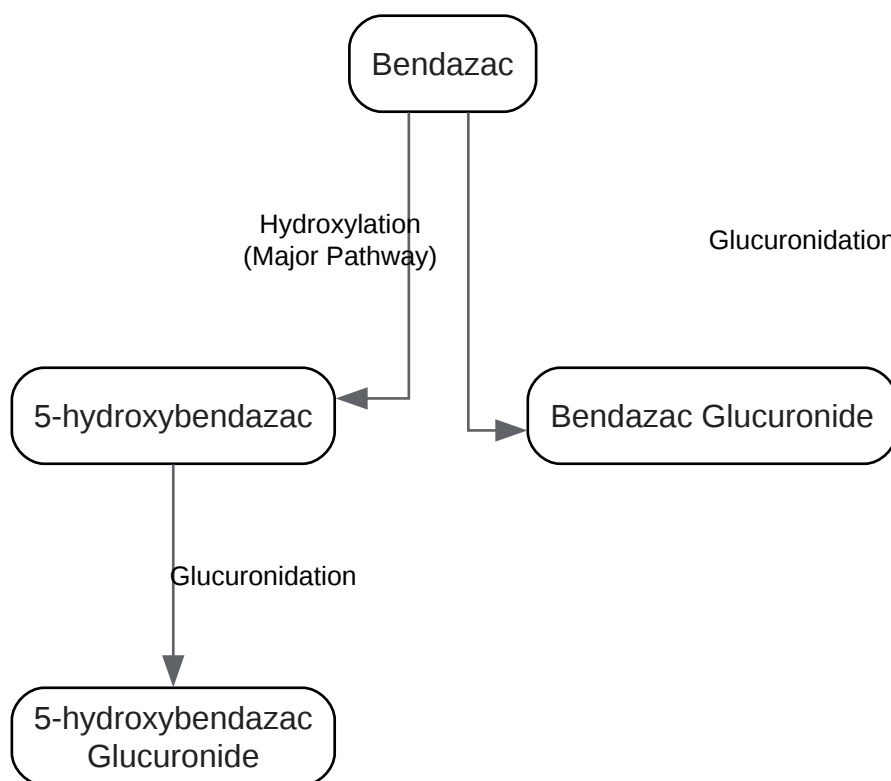 Bendazac
Hydroxylation
(Major Pathway)
Glucuronidation
5-hydroxybendazac
Bendazac Glucuronide
Glucuronidation
5-hydroxybendazac
Glucuronide